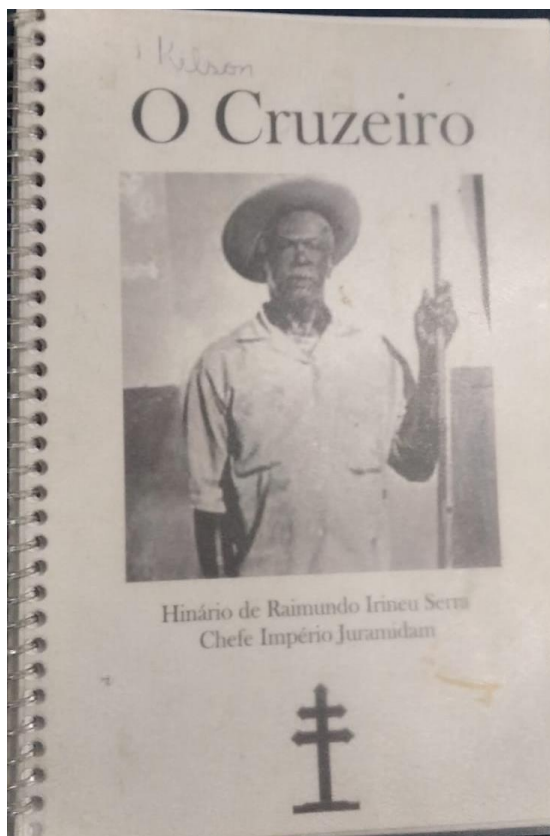 Kelson
O Cruzeiro
Hinário de Raimundo Irineu Serra
Chefe Império Juramidam